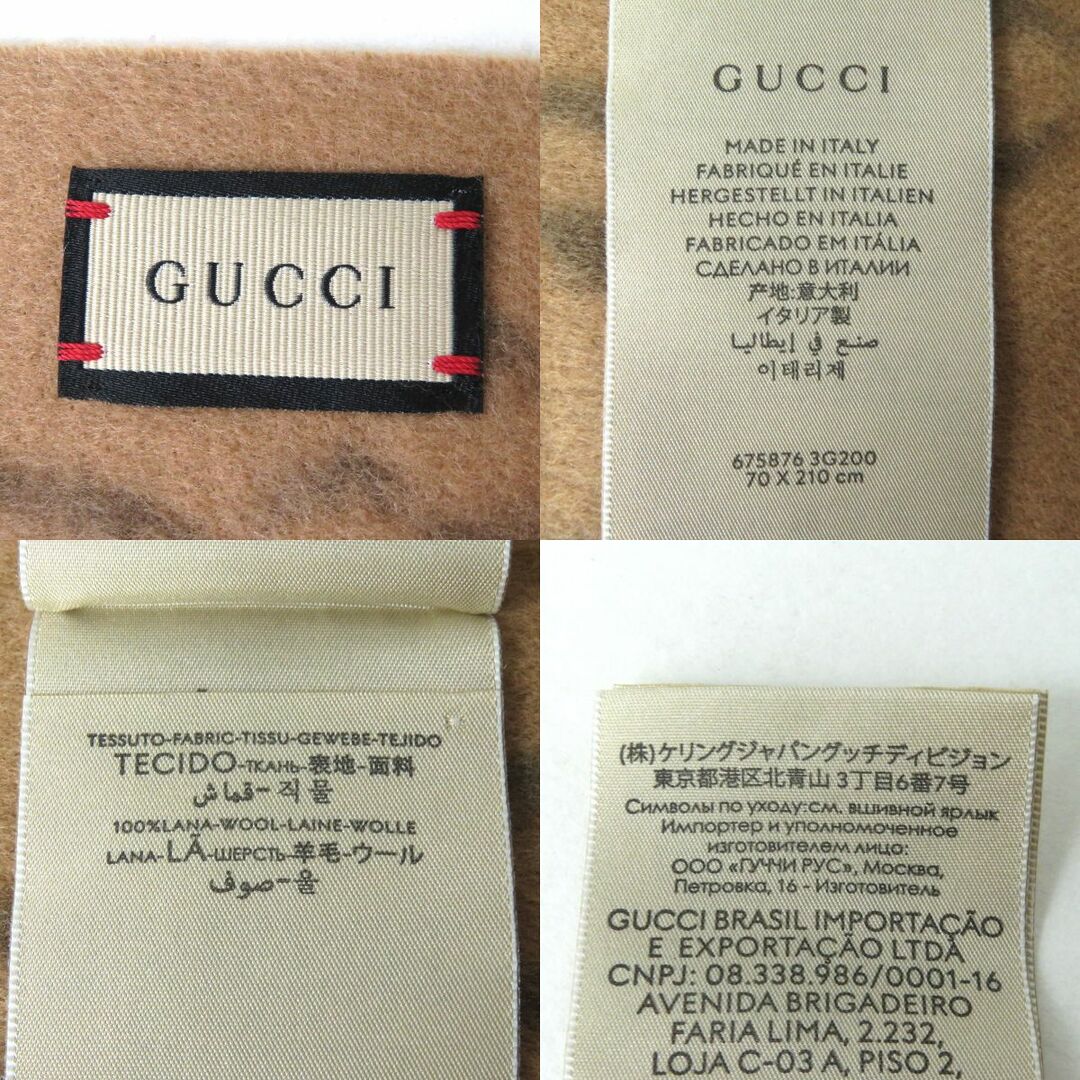 GUCCI
GUCCI
MADE IN ITALY
FABRIQUÉ EN ITALIE
HERGESTELLT IN ITALIEN
HECHO EN ITALIA
FABRICADO EM ITÁLIA
СДЕЛАНО В ИТАЛИИ
产地:意大利
イタリア製
صنع في إيطاليا
이태리제
675876 3G200
70 X 210 cm
TESSUTO-FABRIC-TISSU-GEWEBE-TEJIDO
TECIDO-ТКАНЬ-表地-面料
قماش-직물
100%LANA-WOOL-LAINE-WOLLE
LANA-LÃ-ШЕРСТЬ-羊毛-ウール
صوف-울
(株)ケリングジャパングッチディビジョン
東京都港区北青山 3丁目6番7号
Символы по уходу:см. вшивной ярлык
Импортер и уполномоченное
изготовителем лицо:
ООО «ГУЧЧИ РУС», Москва,
Петровка, 16 - Изготовитель
GUCCI BRASIL IMPORTAÇÃO
E EXPORTAÇÃO LTDA
CNPJ: 08.338.986/0001-16
AVENIDA BRIGADEIRO
FARIA LIMA, 2.232,
LOJA C-03 A, PISO 2,